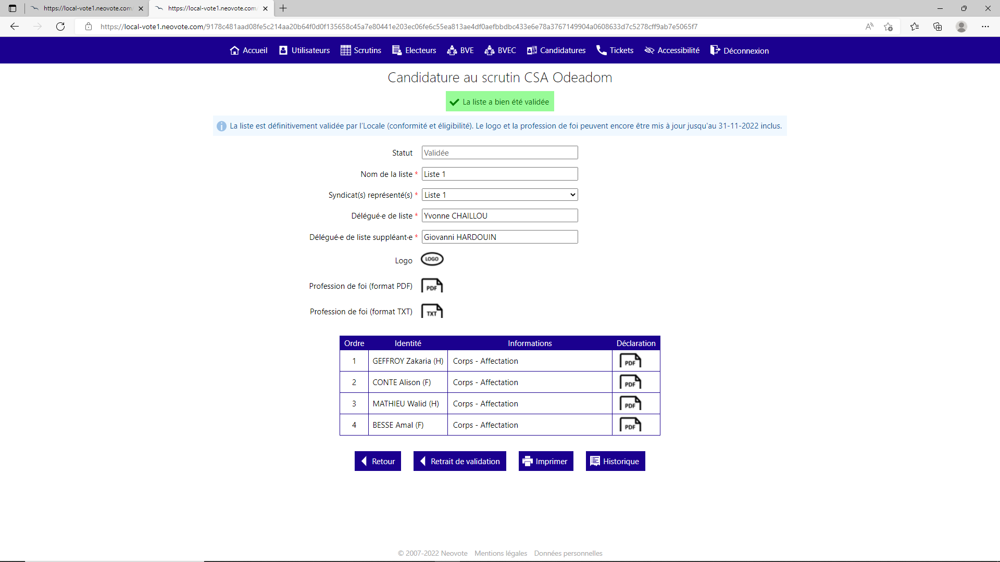 https://local-vote1.neovote.com/
https://local-vote1.neovote.com/
https://local-vote1.neovote.com/9178c481aad08fe5c214aa20b64f0d0f135658c45a7e80441e203ec06fe6c55ea813ae4df0aefbbdbc433e6e78a3767149904a0608633d7c5278cff9ab7e5065f7
Accueil Utilisateurs Scrutins Electeurs BVE BVEC Candidatures Tickets Accessibilité Déconnexion
Candidature au scrutin CSA Odeadom
La liste a bien été validée
La liste est définitivement validée par l'Locale (conformité et éligibilité). Le logo et la profession de foi peuvent encore être mis à jour jusqu'au 31-11-2022 inclus.
Statut Validée
Nom de la liste * Liste 1
Syndicat(s) représenté(s) * Liste 1
Délégué·e de liste * Yvonne CHAILLOU
Délégué·e de liste suppléant·e * Giovanni HARDOUIN
Logo LOGO
Profession de foi (format PDF) PDF
Profession de foi (format TXT) TXT
Ordre Identité Informations Déclaration
1 GEFFROY Zakaria (H) Corps - Affectation PDF
2 CONTE Alison (F) Corps - Affectation PDF
3 MATHIEU Walid (H) Corps - Affectation PDF
4 BESSE Amal (F) Corps - Affectation PDF
Retour Retrait de validation Imprimer Historique
© 2007-2022 Neovote Mentions légales Données personnelles